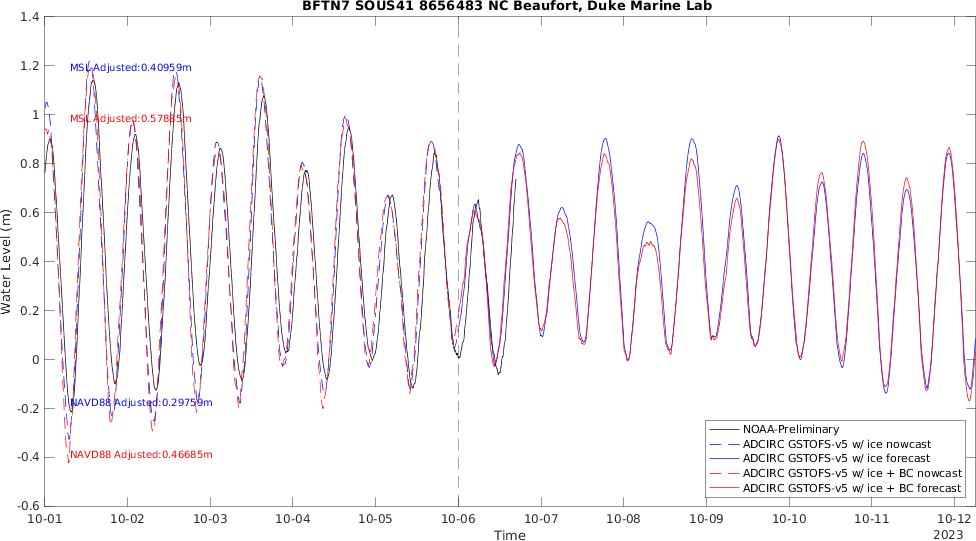 BFTN7 SOUS41 8656483 NC Beaufort, Duke Marine Lab
1.4
1.2
1
0.8
0.6
0.4
0.2
0
-0.2
-0.4
-0.6
Water Level (m)
MSL Adjusted:0.40959m
MSL Adjusted:0.57885m
NAVD88 Adjusted:0.29759m
NAVD88 Adjusted:0.46685m
NOAA-Preliminary
ADCIRC GSTOFS-v5 w/ ice nowcast
ADCIRC GSTOFS-v5 w/ ice forecast
ADCIRC GSTOFS-v5 w/ ice + BC nowcast
ADCIRC GSTOFS-v5 w/ ice + BC forecast
10-01 10-02 10-03 10-04 10-05 10-06 10-07 10-08 10-09 10-10 10-11 10-12
Time
2023